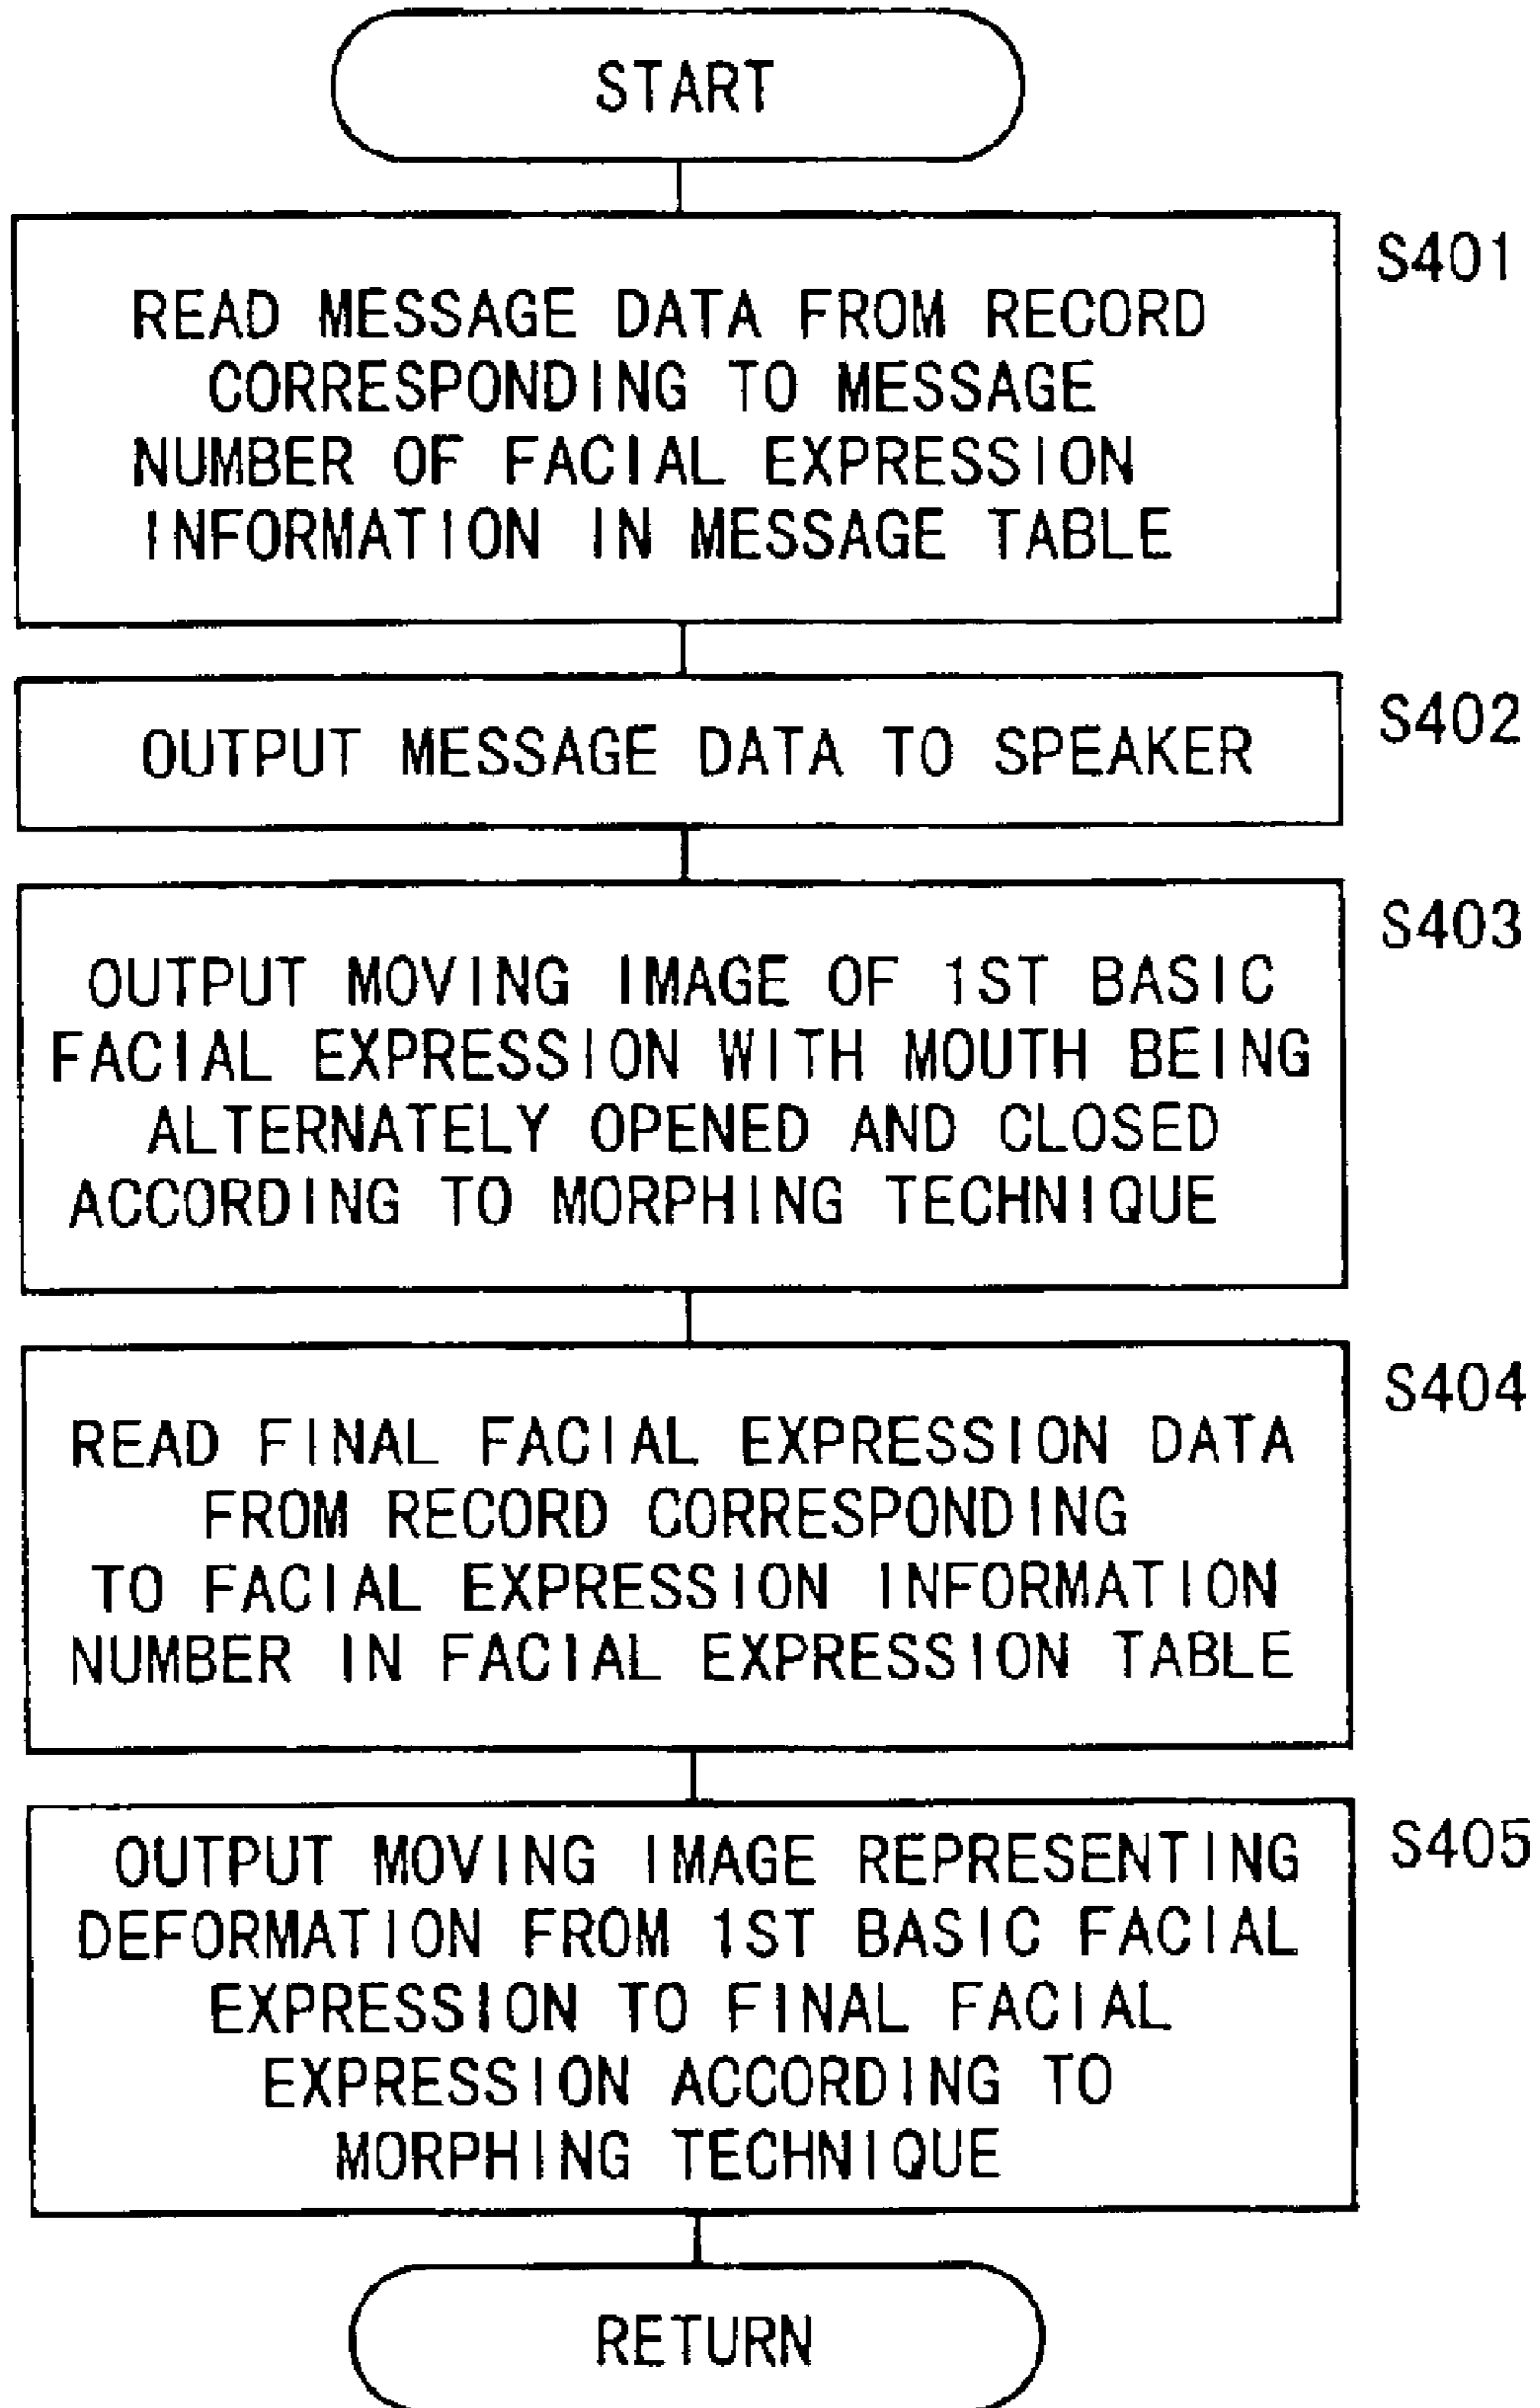 START
S401
READ MESSAGE DATA FROM RECORD
CORRESPONDING TO MESSAGE
NUMBER OF FACIAL EXPRESSION
INFORMATION IN MESSAGE TABLE
S402
OUTPUT MESSAGE DATA TO SPEAKER
S403
OUTPUT MOVING IMAGE OF 1ST BASIC
FACIAL EXPRESSION WITH MOUTH BEING
ALTERNATELY OPENED AND CLOSED
ACCORDING TO MORPHING TECHNIQUE
S404
READ FINAL FACIAL EXPRESSION DATA
FROM RECORD CORRESPONDING
TO FACIAL EXPRESSION INFORMATION
NUMBER IN FACIAL EXPRESSION TABLE
S405
OUTPUT MOVING IMAGE REPRESENTING
DEFORMATION FROM 1ST BASIC FACIAL
EXPRESSION TO FINAL FACIAL
EXPRESSION ACCORDING TO
MORPHING TECHNIQUE
RETURN